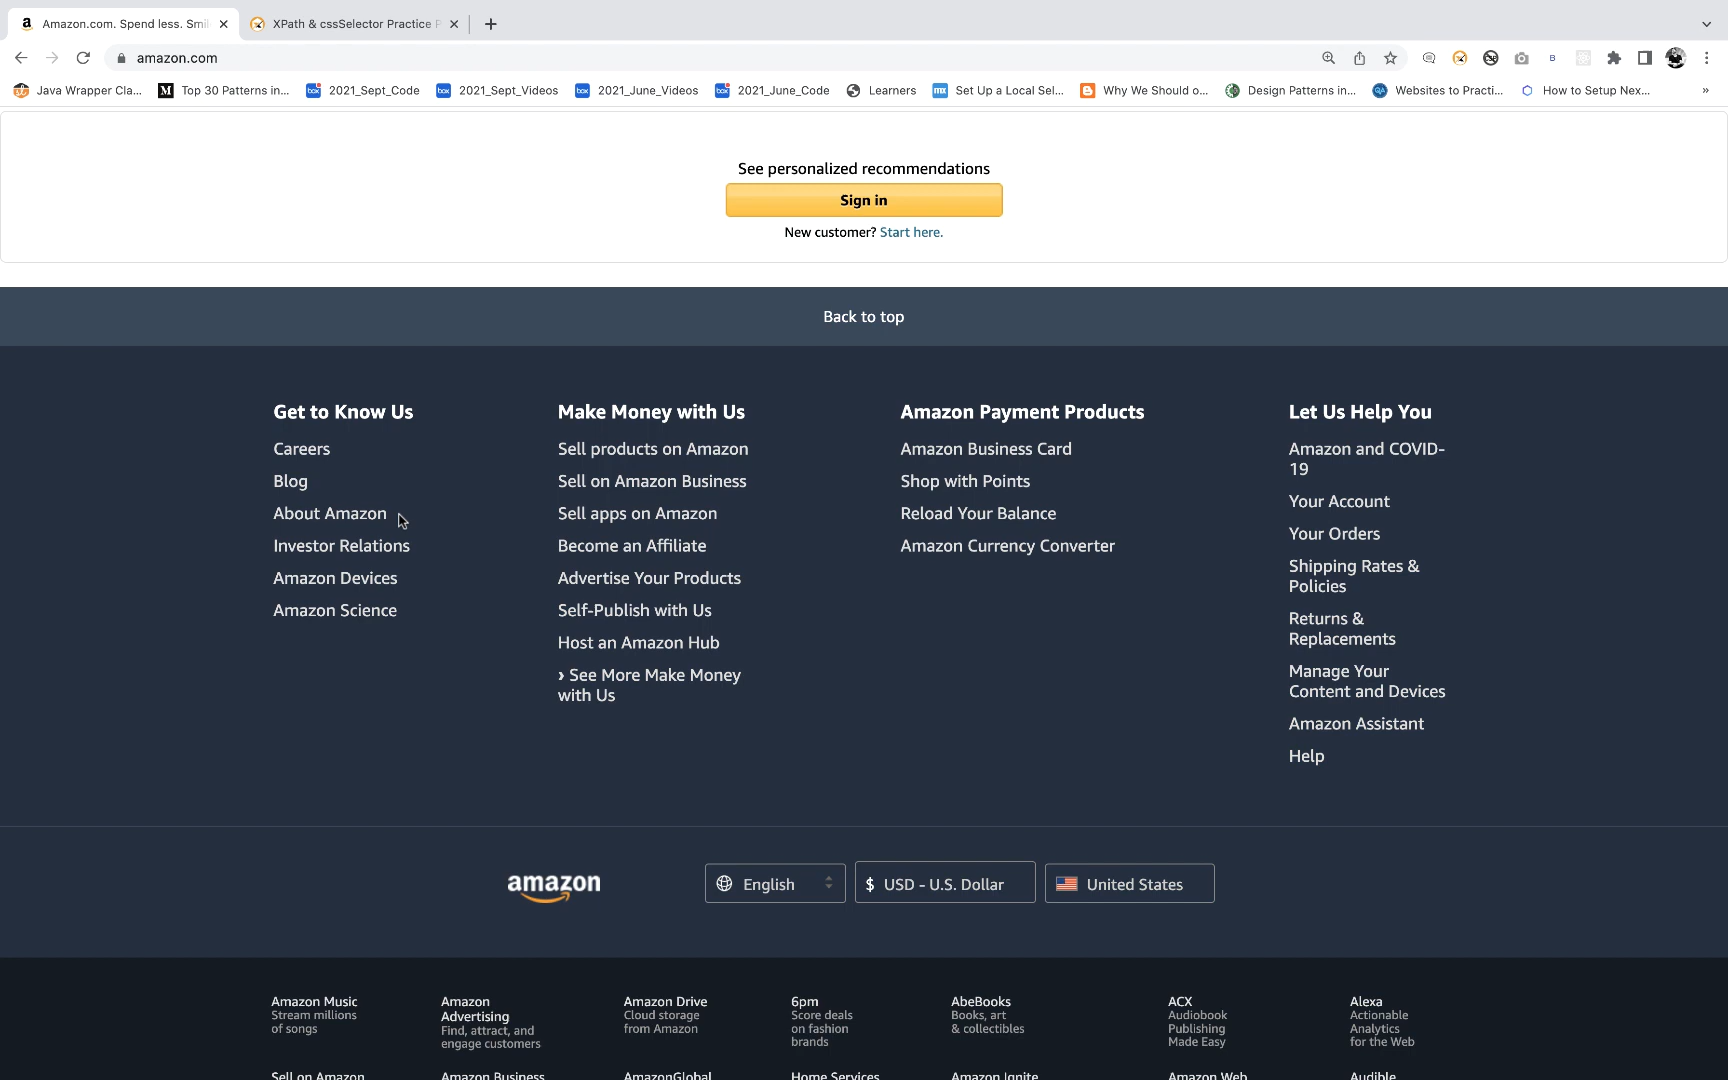 Amazon.com. Spend less. Smi
XPath & cssSelector Practice P
amazon.com
Java Wrapper Cla...
Top 30 Patterns in...
2021_Sept_Code
2021_Sept_Videos
2021_June_Videos
2021_June_Code
Learners
Set Up a Local Sel...
Why We Should o...
Design Patterns in...
Websites to Practi...
How to Setup Nex...
»
See personalized recommendations
Sign in
New customer? Start here.
Back to top
Get to Know Us
Careers
Blog
About Amazon
Investor Relations
Amazon Devices
Amazon Science
Make Money with Us
Sell products on Amazon
Sell on Amazon Business
Sell apps on Amazon
Become an Affiliate
Advertise Your Products
Self-Publish with Us
Host an Amazon Hub
› See More Make Money
with Us
Amazon Payment Products
Amazon Business Card
Shop with Points
Reload Your Balance
Amazon Currency Converter
Let Us Help You
Amazon and COVID-
19
Your Account
Your Orders
Shipping Rates &
Policies
Returns &
Replacements
Manage Your
Content and Devices
Amazon Assistant
Help
amazon
English
$ USD - U.S. Dollar
United States
Amazon Music
Stream millions
of songs
Amazon
Advertising
Find, attract, and
engage customers
Amazon Drive
Cloud storage
from Amazon
6pm
Score deals
on fashion
brands
AbeBooks
Books, art
& collectibles
ACX
Audiobook
Publishing
Made Easy
Alexa
Actionable
Analytics
for the Web
Sell on Amazon
Amazon Business
AmazonGlobal
Home Services
Amazon Ignite
Amazon Web
Audible